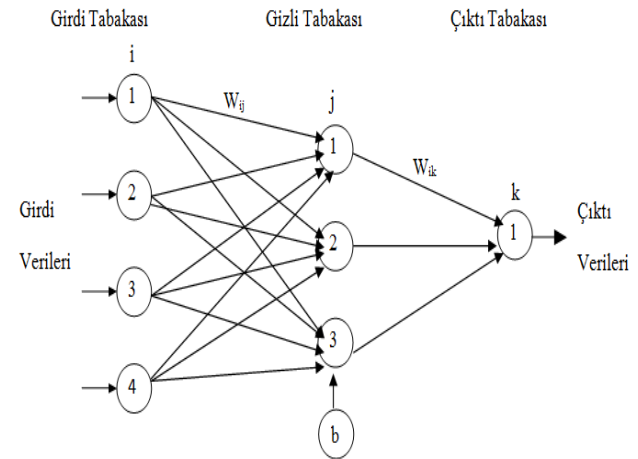 Girdi Tabakası Gizli Tabakası Çıktı Tabakası
i
j
k
1
2
3
4
Wij
1
2
3
b
Wik
1
Girdi
Verileri
Çıktı
Verileri